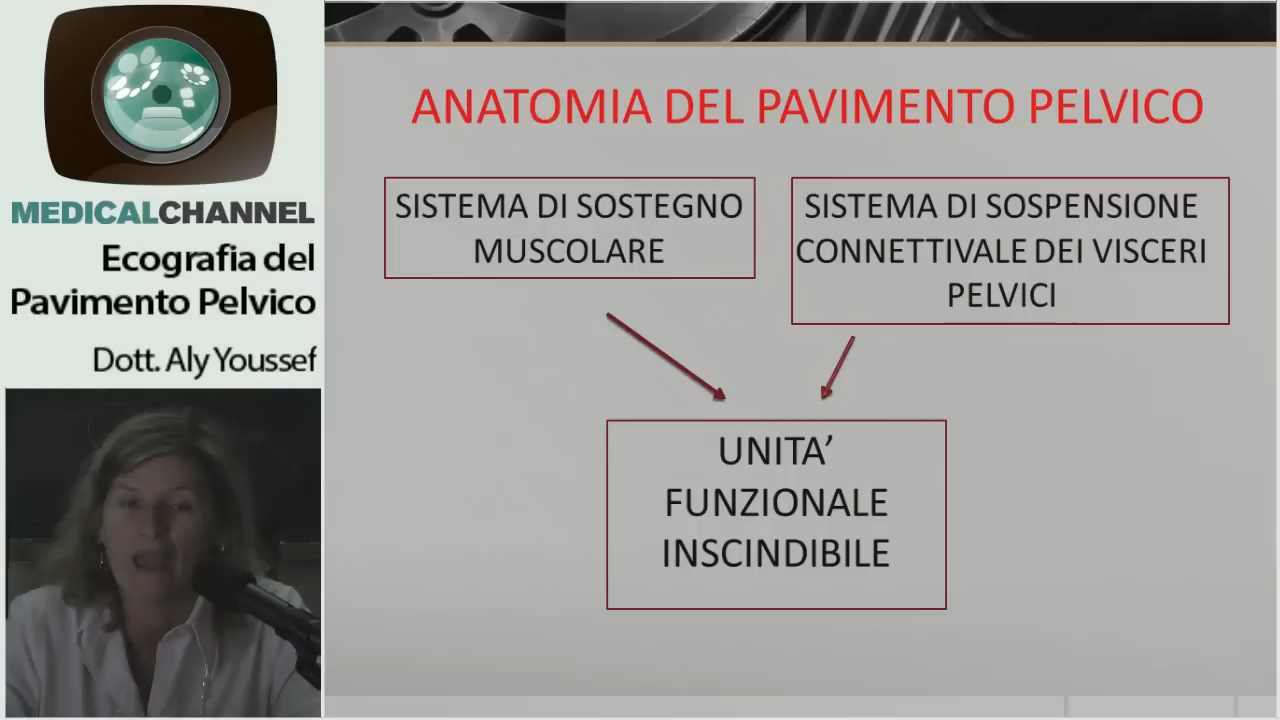 MEDICALCHANNEL
Ecografia del
Pavimento Pelvico
Dott. Aly Youssef
ANATOMIA DEL PAVIMENTO PELVICO
SISTEMA DI SOSTEGNO
MUSCOLARE
SISTEMA DI SOSPENSIONE
CONNETTIVALE DEI VISCERI
PELVICI
UNITA’
FUNZIONALE
INSCINDIBILE